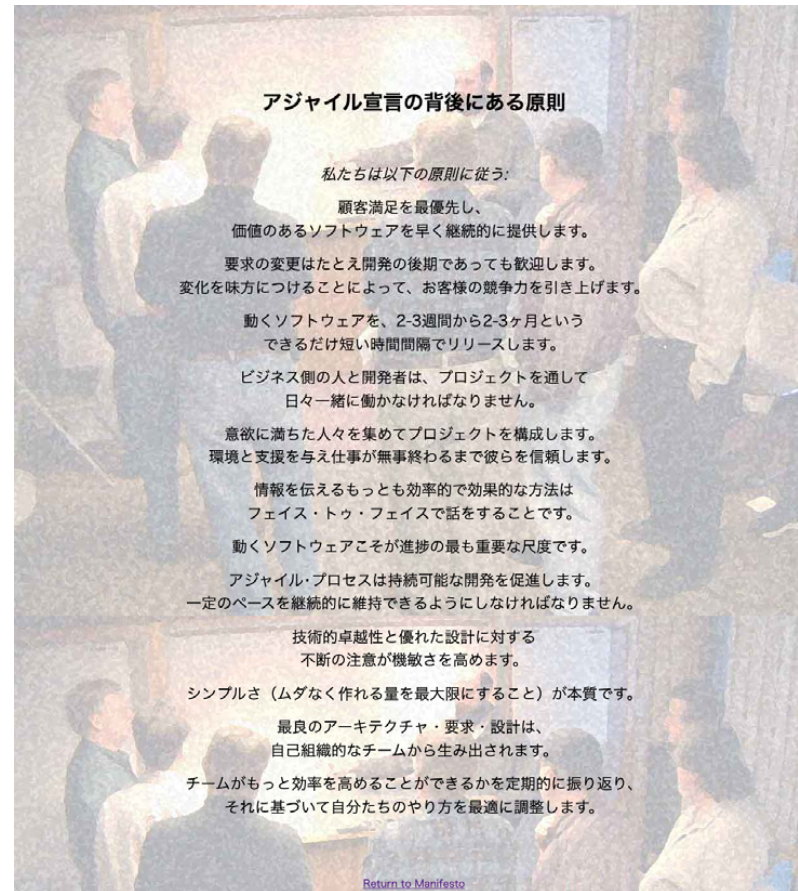 アジャイル宣言の背後にある原則
私たちは以下の原則に従う:
顧客満足を最優先し、
価値のあるソフトウェアを早く継続的に提供します。
要求の変更はたとえ開発の後期であっても歓迎します。
変化を味方につけることによって、お客様の競争力を引き上げます。
動くソフトウェアを、2-3週間から2-3ヶ月という
できるだけ短い時間間隔でリリースします。
ビジネス側の人と開発者は、プロジェクトを通して
日々一緒に働かなければなりません。
意欲に満ちた人々を集めてプロジェクトを構成します。
環境と支援を与え仕事が無事終わるまで彼らを信頼します。
情報を伝えるもっとも効率的で効果的な方法は
フェイス・トゥ・フェイスで話をすることです。
動くソフトウェアこそが進捗の最も重要な尺度です。
アジャイル･プロセスは持続可能な開発を促進します。
一定のペースを継続的に維持できるようにしなければなりません。
技術的卓越性と優れた設計に対する
不断の注意が機敏さを高めます。
シンプルさ（ムダなく作れる量を最大限にすること）が本質です。
最良のアーキテクチャ・要求・設計は、
自己組織的なチームから生み出されます。
チームがもっと効率を高めることができるかを定期的に振り返り、
それに基づいて自分たちのやり方を最適に調整します。
Return to Manifesto